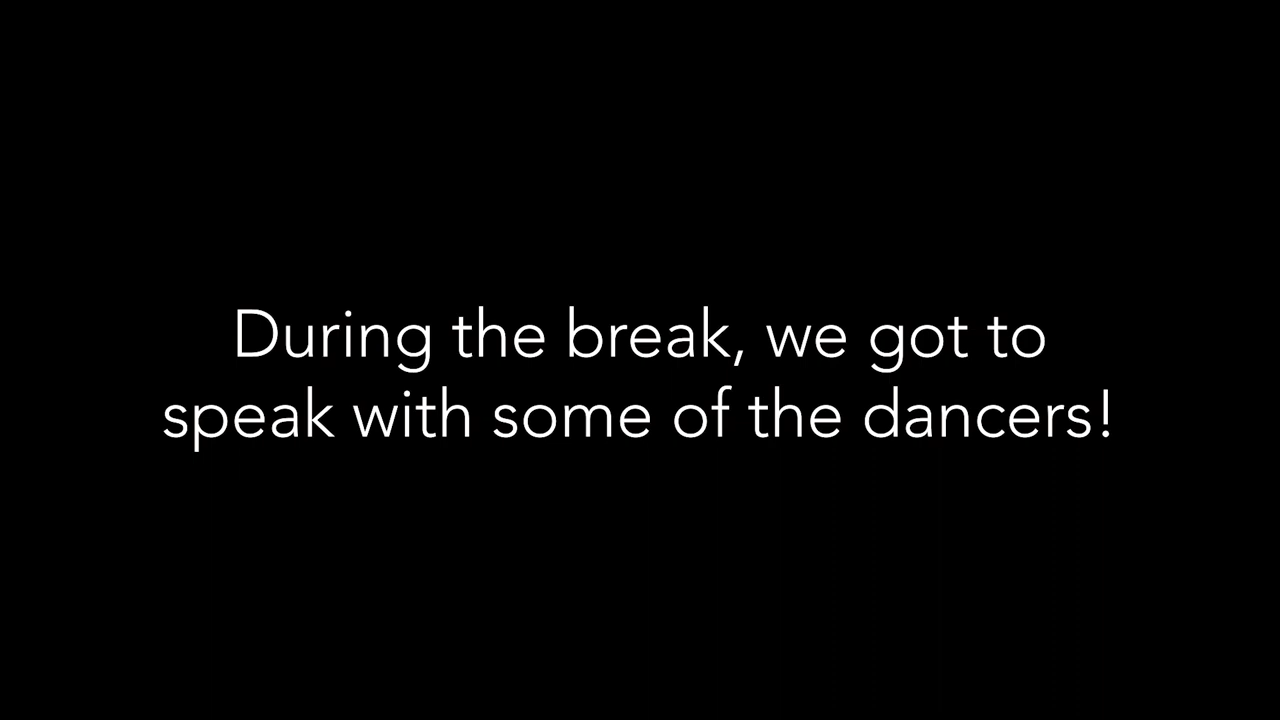 During the break, we got to
speak with some of the dancers!